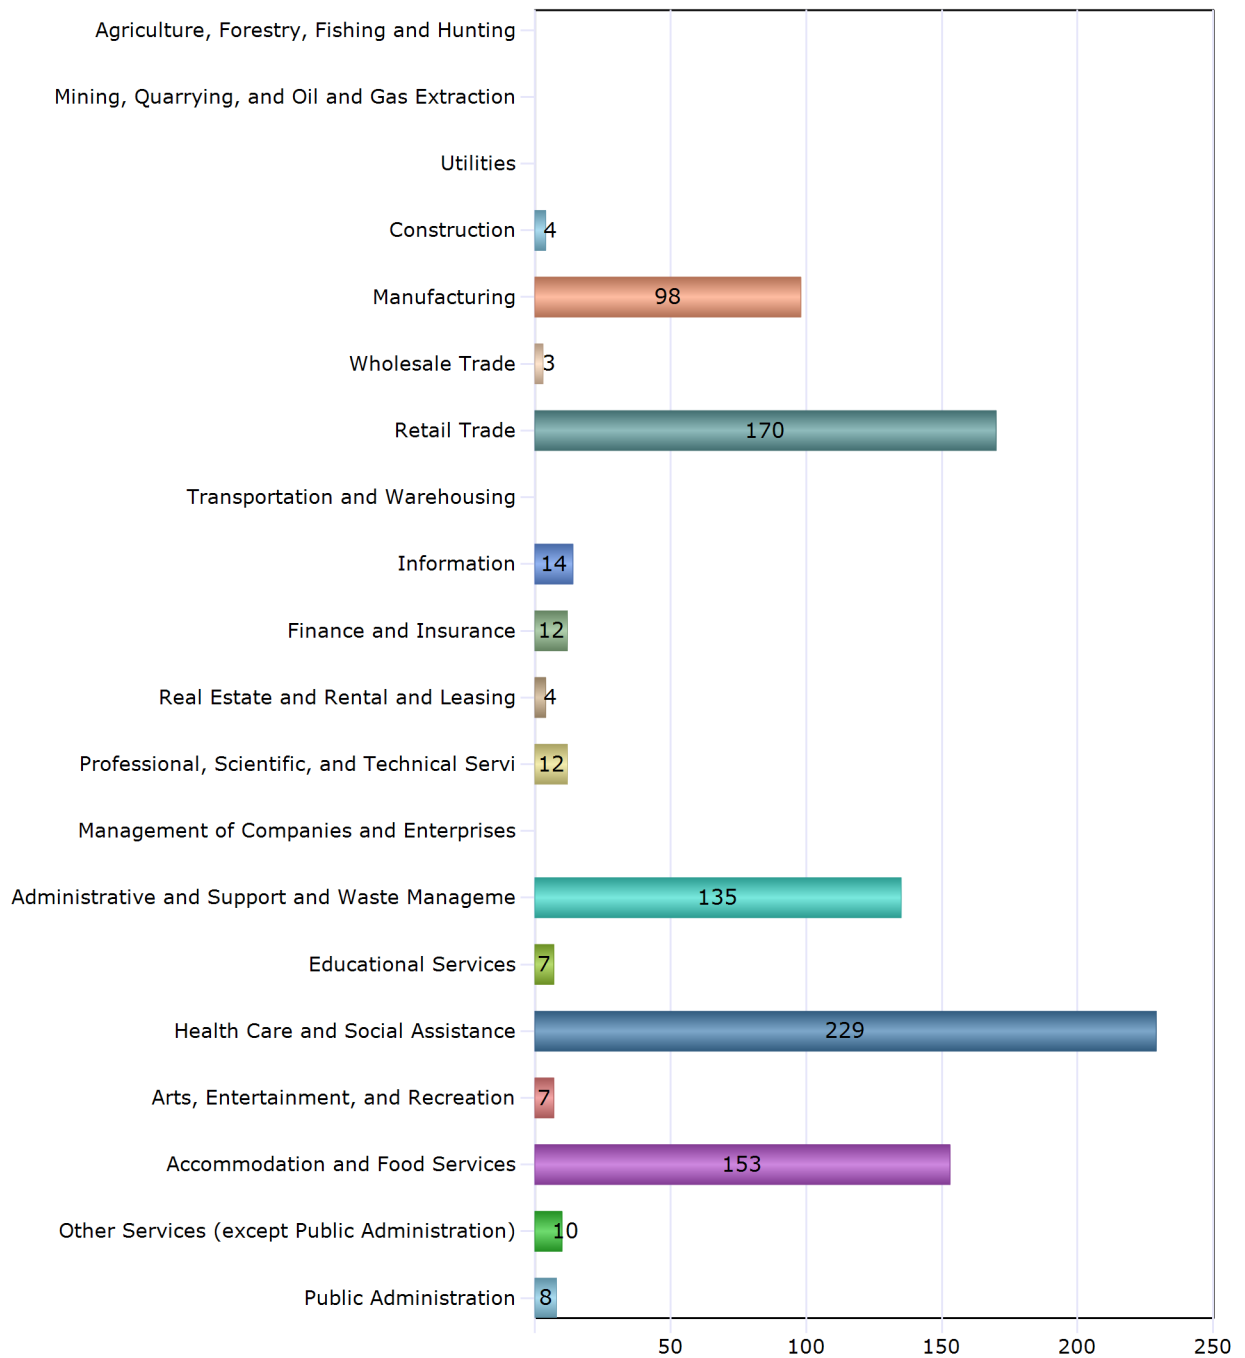 Agriculture, Forestry, Fishing and Hunting
Mining, Quarrying, and Oil and Gas Extraction
Utilities
Construction 4
Manufacturing 98
Wholesale Trade 3
Retail Trade 170
Transportation and Warehousing
Information 14
Finance and Insurance 12
Real Estate and Rental and Leasing 4
Professional, Scientific, and Technical Servi 12
Management of Companies and Enterprises
Administrative and Support and Waste Manageme 135
Educational Services 7
Health Care and Social Assistance 229
Arts, Entertainment, and Recreation 7
Accommodation and Food Services 153
Other Services (except Public Administration) 10
Public Administration 8
50 100 150 200 250